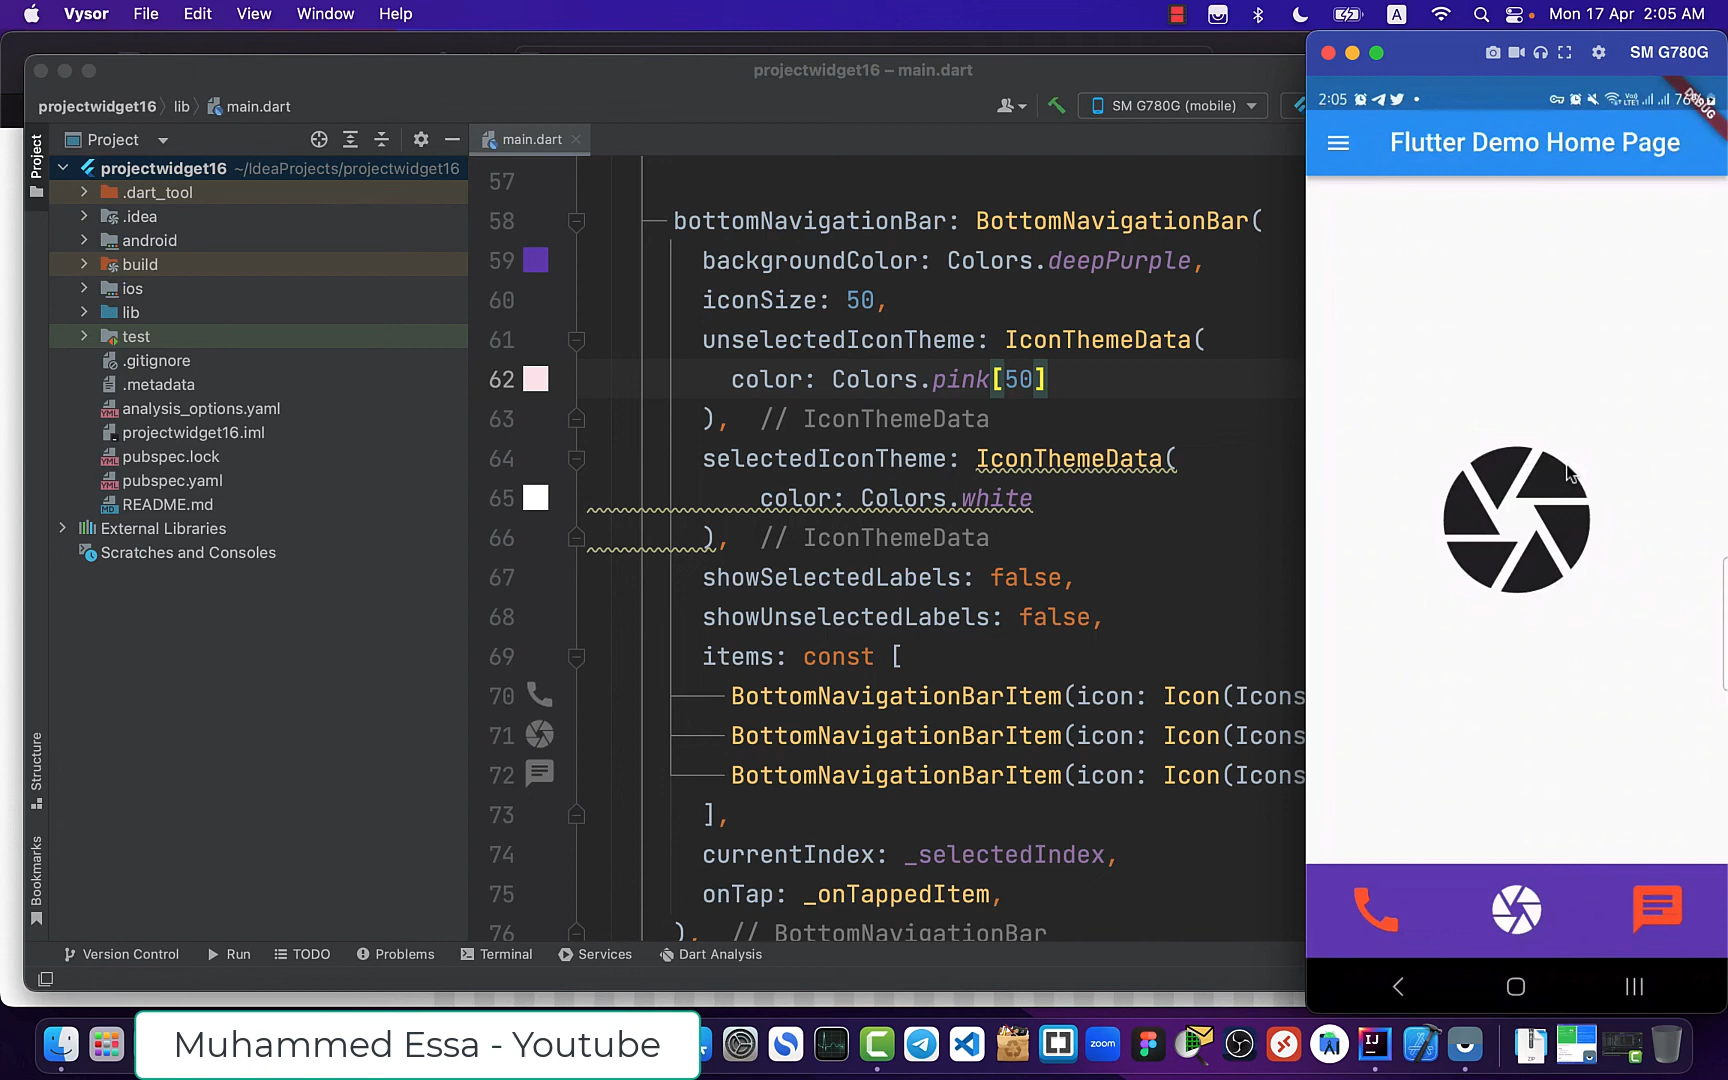 Vysor File Edit View Window Help
A
Mon 17 Apr 2:05 AM
projectwidget16 – main.dart
projectwidget16 lib main.dart
SM G780G (mobile)
Project
main.dart
Project
projectwidget16 ~/IdeaProjects/projectwidget16
.dart_tool
.idea
android
build
ios
lib
test
.gitignore
.metadata
analysis_options.yaml
projectwidget16.iml
pubspec.lock
pubspec.yaml
README.md
External Libraries
Scratches and Consoles
Structure
Bookmarks
57
58 bottomNavigationBar: BottomNavigationBar(
59 backgroundColor: Colors.deepPurple,
60 iconSize: 50,
61 unselectedIconTheme: IconThemeData(
62 color: Colors.pink[50]
63 ), // IconThemeData
64 selectedIconTheme: IconThemeData(
65 color: Colors.white
66 ), // IconThemeData
67 showSelectedLabels: false,
68 showUnselectedLabels: false,
69 items: const [
70 BottomNavigationBarItem(icon: Icon(Icons
71 BottomNavigationBarItem(icon: Icon(Icons
72 BottomNavigationBarItem(icon: Icon(Icons
73 ],
74 currentIndex: _selectedIndex,
75 onTap: _onTappedItem,
76 ), // BottomNavigationBar
Version Control Run TODO Problems Terminal Services Dart Analysis
SM G780G
2:05
DEBUG
Flutter Demo Home Page
Muhammed Essa - Youtube
zoom
IJ
ZIP